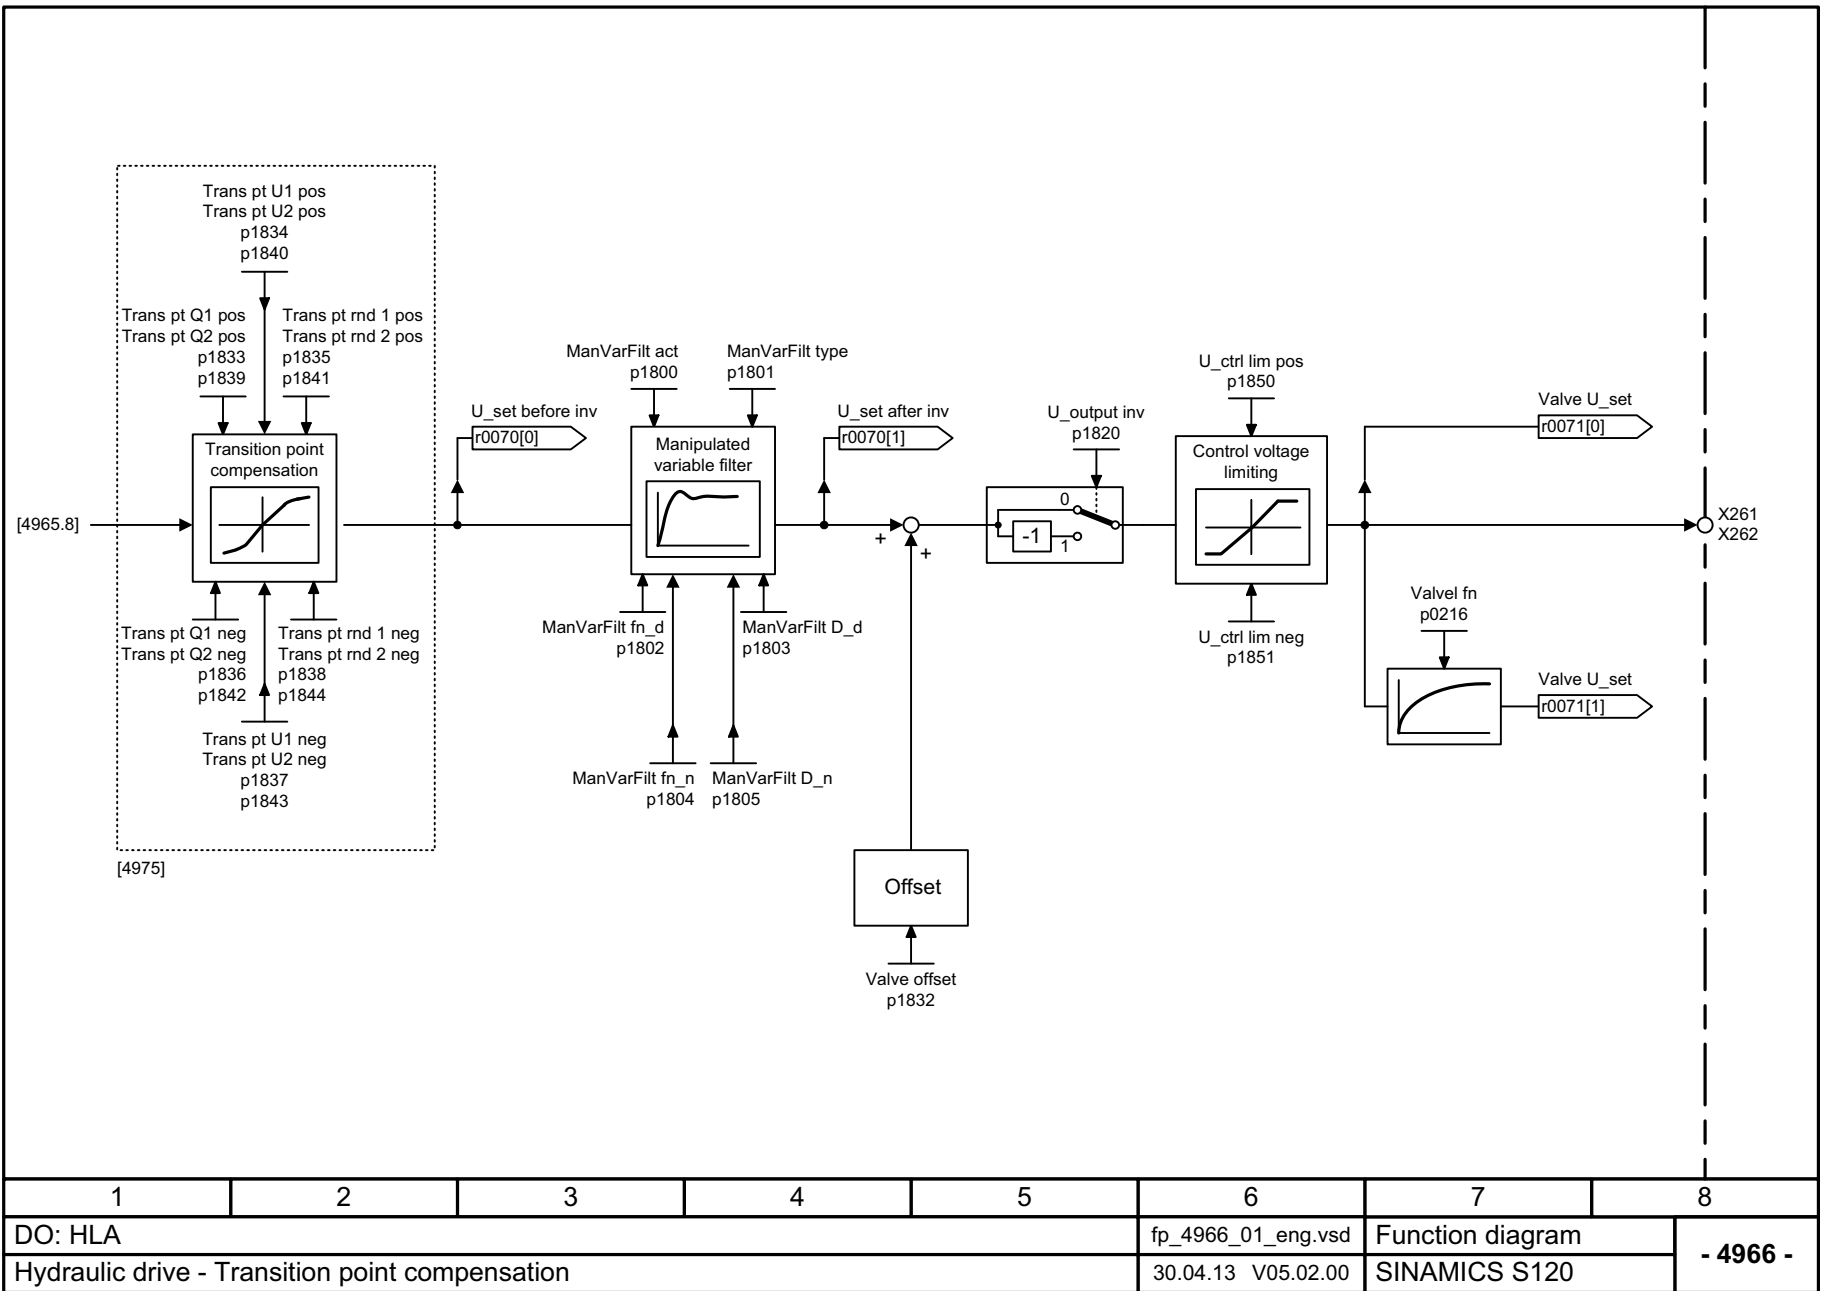 Trans pt U1 pos
Trans pt U2 pos
p1834
p1840
Trans pt Q1 pos
Trans pt Q2 pos
p1833
p1839
Trans pt rnd 1 pos
Trans pt rnd 2 pos
p1835
p1841
Transition point
compensation
[4965.8]
Trans pt Q1 neg
Trans pt Q2 neg
p1836
p1842
Trans pt rnd 1 neg
Trans pt rnd 2 neg
p1838
p1844
Trans pt U1 neg
Trans pt U2 neg
p1837
p1843
[4975]
U_set before inv
r0070[0]
ManVarFilt act
p1800
ManVarFilt type
p1801
Manipulated
variable filter
ManVarFilt fn_d
p1802
ManVarFilt D_d
p1803
ManVarFilt fn_n
p1804
ManVarFilt D_n
p1805
U_set after inv
r0070[1]
+
+
Offset
Valve offset
p1832
U_output inv
p1820
0
-1
1
U_ctrl lim pos
p1850
Control voltage
limiting
U_ctrl lim neg
p1851
Valve U_set
r0071[0]
X261
X262
Valvel fn
p0216
Valve U_set
r0071[1]
1 2 3 4 5 6 7 8
DO: HLA
fp_4966_01_eng.vsd
Function diagram
- 4966 -
Hydraulic drive - Transition point compensation
30.04.13 V05.02.00
SINAMICS S120